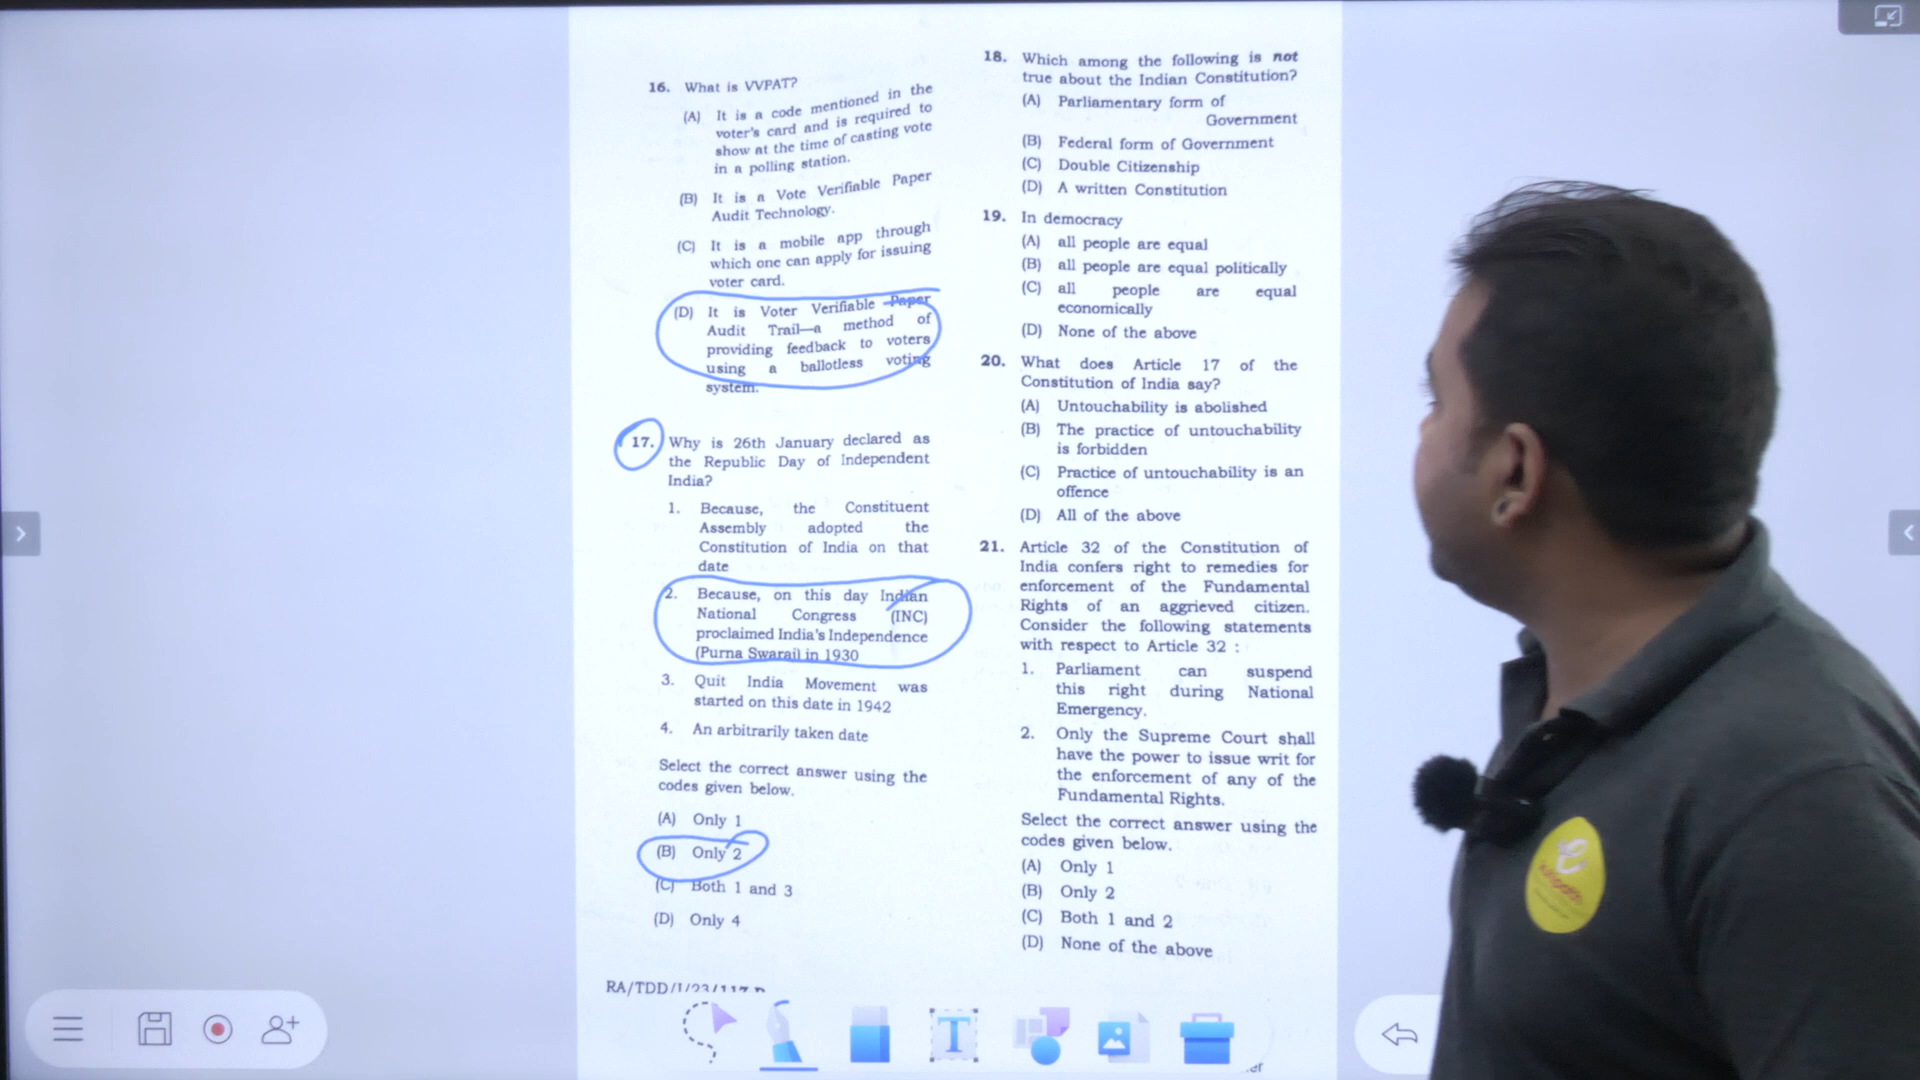 16. What is VVPAT?
(A) It is a code mentioned in the
voter's card and is required to
show at the time of casting vote
in a polling station.
(B) It is a Vote Verifiable Paper
Audit Technology.
(C) It is a mobile app through
which one can apply for issuing
voter card.
(D) It is Voter Verifiable Paper
Audit Trail—a method of
providing feedback to voters
using a ballotless voting
system.
17. Why is 26th January declared as
the Republic Day of Independent
India?
1. Because, the Constituent
Assembly adopted the
Constitution of India on that
date
2. Because, on this day Indian
National Congress (INC)
proclaimed India's Independence
(Purna Swaraj) in 1930
3. Quit India Movement was
started on this date in 1942
4. An arbitrarily taken date
Select the correct answer using the
codes given below.
(A) Only 1
(B) Only 2
(C) Both 1 and 3
(D) Only 4
RA/TDD/1/23/117
18. Which among the following is not
true about the Indian Constitution?
(A) Parliamentary form of
Government
(B) Federal form of Government
(C) Double Citizenship
(D) A written Constitution
19. In democracy
(A) all people are equal
(B) all people are equal politically
(C) all people are equal
economically
(D) None of the above
20. What does Article 17 of the
Constitution of India say?
(A) Untouchability is abolished
(B) The practice of untouchability
is forbidden
(C) Practice of untouchability is an
offence
(D) All of the above
21. Article 32 of the Constitution of
India confers right to remedies for
enforcement of the Fundamental
Rights of an aggrieved citizen.
Consider the following statements
with respect to Article 32 :
1. Parliament can suspend
this right during National
Emergency.
2. Only the Supreme Court shall
have the power to issue writ for
the enforcement of any of the
Fundamental Rights.
Select the correct answer using the
codes given below.
(A) Only 1
(B) Only 2
(C) Both 1 and 2
(D) None of the above